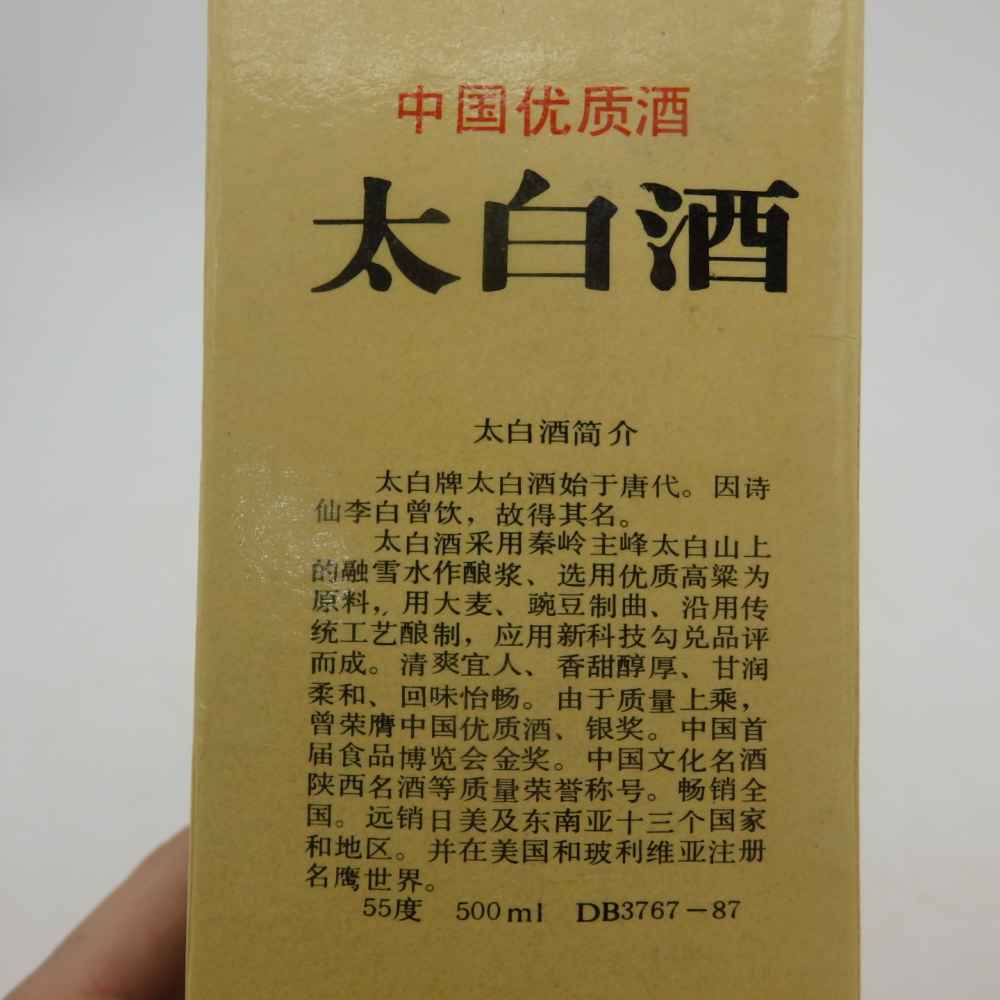 中国优质酒
太白酒
太白酒简介
太白牌太白酒始于唐代。因诗
仙李白曾饮，故得其名。
太白酒采用秦岭主峰太白山上
的融雪水作酿浆、选用优质高粱为
原料，用大麦、豌豆制曲、沿用传
统工艺酿制，应用新科技勾兑品评
而成。清爽宜人、香甜醇厚、甘润
柔和、回味怡畅。由于质量上乘，
曾荣膺中国优质酒、银奖。中国首
届食品博览会金奖。中国文化名酒
陕西名酒等质量荣誉称号。畅销全
国。远销日美及东南亚十三个国家
和地区。并在美国和玻利维亚注册
名鹰世界。
55度 500ml DB3767-87